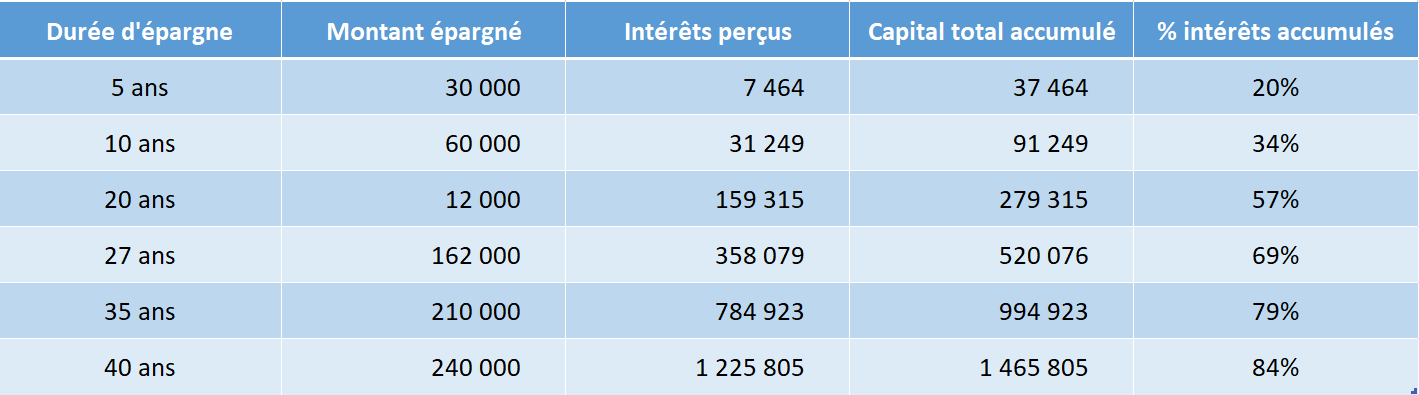 Durée d'épargne Montant épargné Intérêts perçus Capital total accumulé % intérêts accumulés
5 ans 30 000 7 464 37 464 20%
10 ans 60 000 31 249 91 249 34%
20 ans 12 000 159 315 279 315 57%
27 ans 162 000 358 079 520 076 69%
35 ans 210 000 784 923 994 923 79%
40 ans 240 000 1 225 805 1 465 805 84%